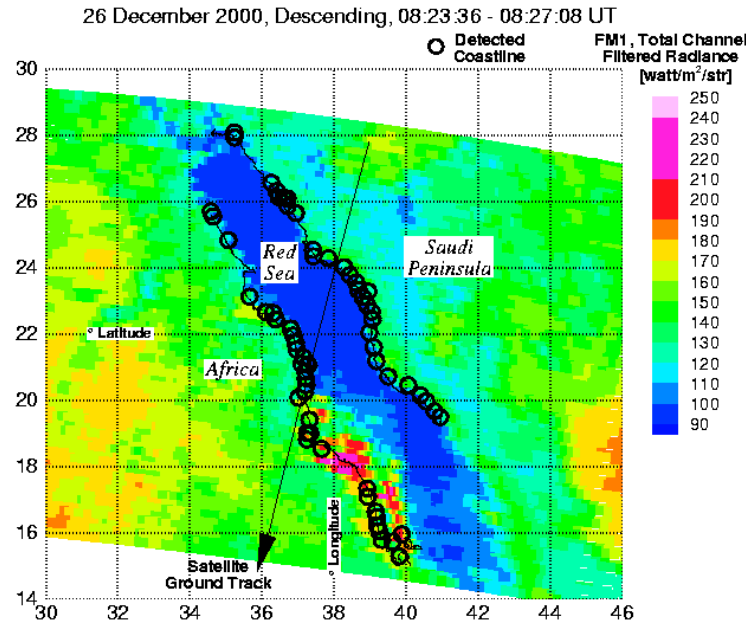 26 December 2000, Descending, 08:23:36 - 08:27:08 UT
Detected
Coastline
FM1, Total Channel
Filtered Radiance
[watt/m²/str]
30
28
26
24
22
20
18
16
14
30
32
34
36
38
40
42
44
46
Red
Sea
Saudi
Peninsula
° Latitude
Africa
° Longitude
Satellite
Ground Track
250
240
230
220
210
200
190
180
170
160
150
140
130
120
110
100
90